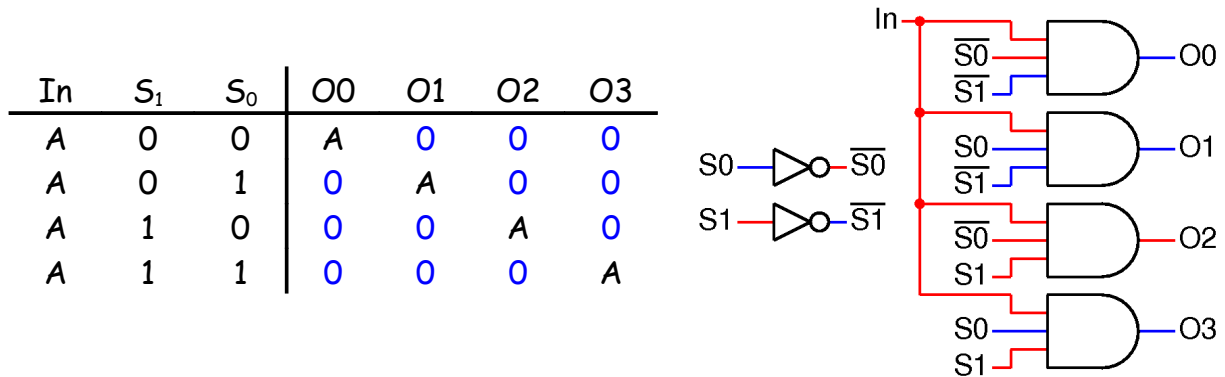 In S₁ S₀ O0 O1 O2 O3
A 0 0 A 0 0 0
A 0 1 0 A 0 0
A 1 0 0 0 A 0
A 1 1 0 0 0 A
S0 S̅0̅
S1 S̅1̅
In
S̅0̅ O0
S̅1̅
S0 O1
S̅1̅
S̅0̅ O2
S1
S0 O3
S1